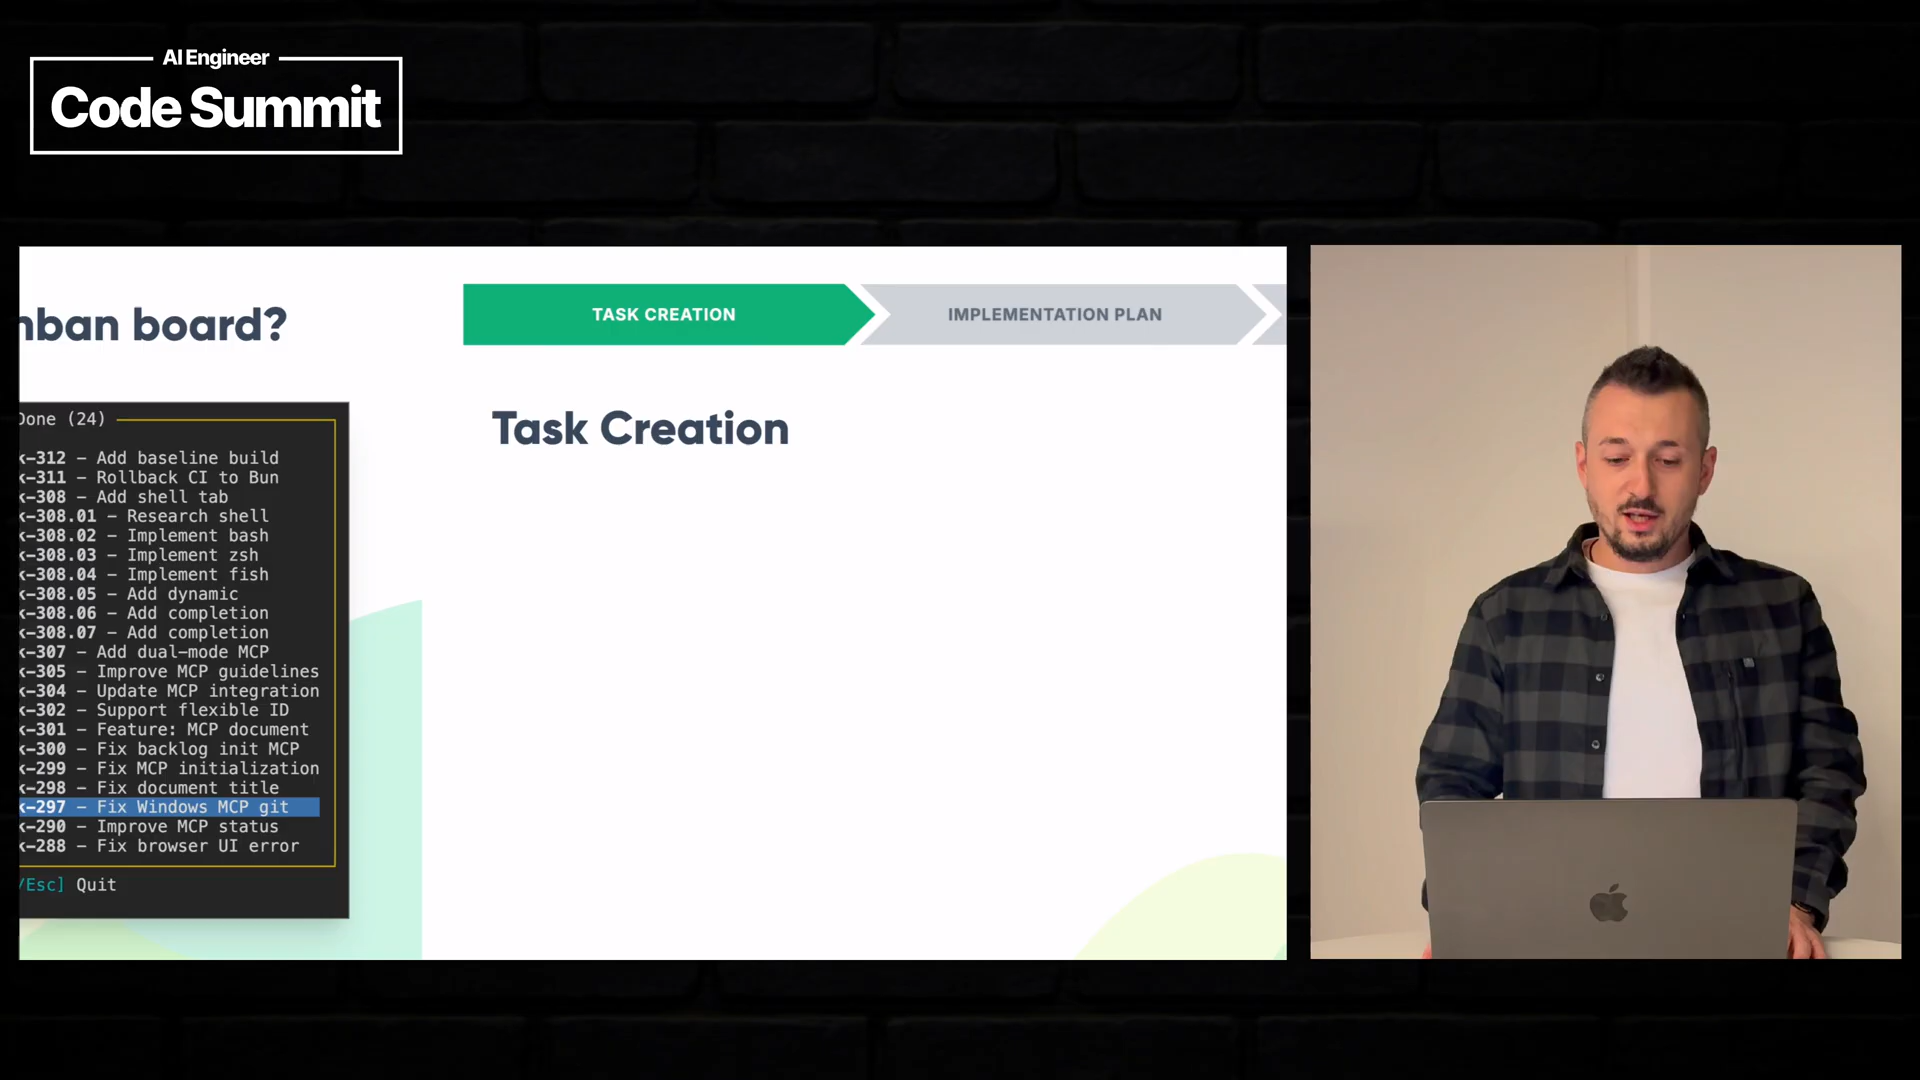 AI Engineer
Code Summit
nban board?
Done (24)
k-312 - Add baseline build
k-311 - Rollback CI to Bun
k-308 - Add shell tab
k-308.01 - Research shell
k-308.02 - Implement bash
k-308.03 - Implement zsh
k-308.04 - Implement fish
k-308.05 - Add dynamic
k-308.06 - Add completion
k-308.07 - Add completion
k-307 - Add dual-mode MCP
k-305 - Improve MCP guidelines
k-304 - Update MCP integration
k-302 - Support flexible ID
k-301 - Feature: MCP document
k-300 - Fix backlog init MCP
k-299 - Fix MCP initialization
k-298 - Fix document title
k-297 - Fix Windows MCP git
k-290 - Improve MCP status
k-288 - Fix browser UI error
/Esc] Quit
TASK CREATION
IMPLEMENTATION PLAN
Task Creation